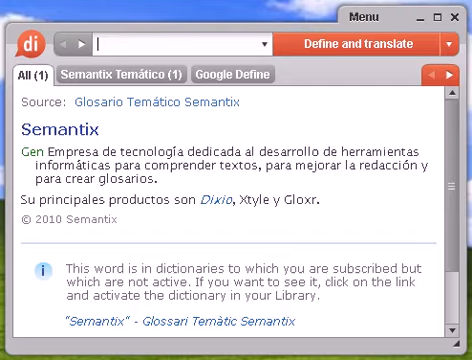 Menu
di
Define and translate
All (1)
Semantix Temático (1)
Google Define
Source: Glosario Temático Semantix
Semantix
Gen Empresa de tecnología dedicada al desarrollo de herramientas
informáticas para comprender textos, para mejorar la redacción y
para crear glosarios.
Su principales productos son Dixio, Xtyle y Gloxr.
© 2010 Semantix
i
This word is in dictionaries to which you are subscribed but
which are not active. If you want to see it, click on the link
and activate the dictionary in your Library.
"Semantix" - Glossari Temàtic Semantix